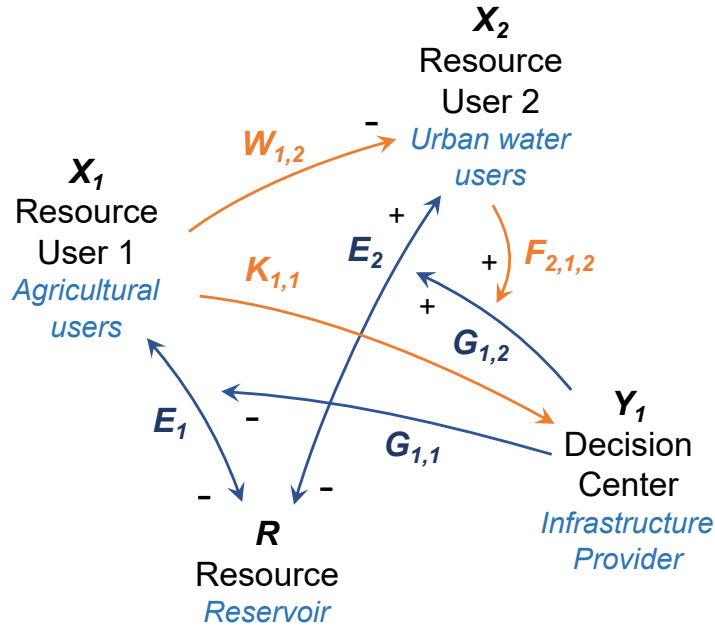 X2
Resource
User 2
Urban water
users
-
W1,2
X1
Resource
User 1
Agricultural
users
+
E2
K1,1
+
F2,1,2
+
G1,2
E1
-
G1,1
-
-
Y1
Decision
Center
Infrastructure
Provider
R
Resource
Reservoir